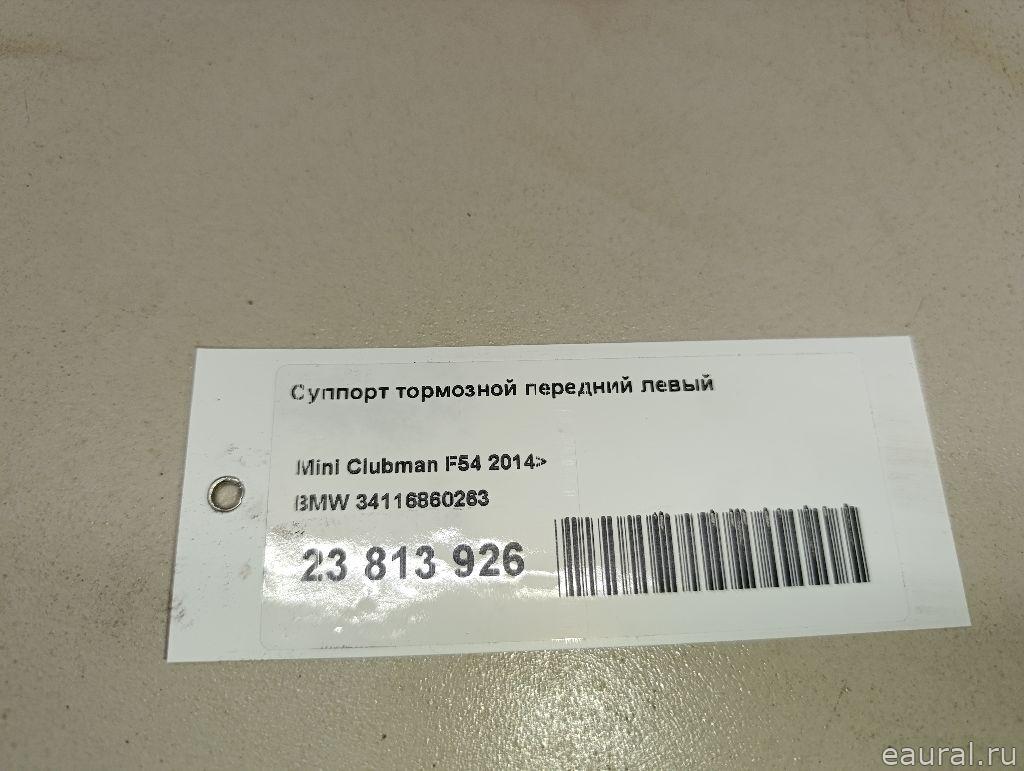 Суппорт тормозной передний левый
Mini Clubman F54 2014>
BMW 34116860263
23 813 926
eaural.ru